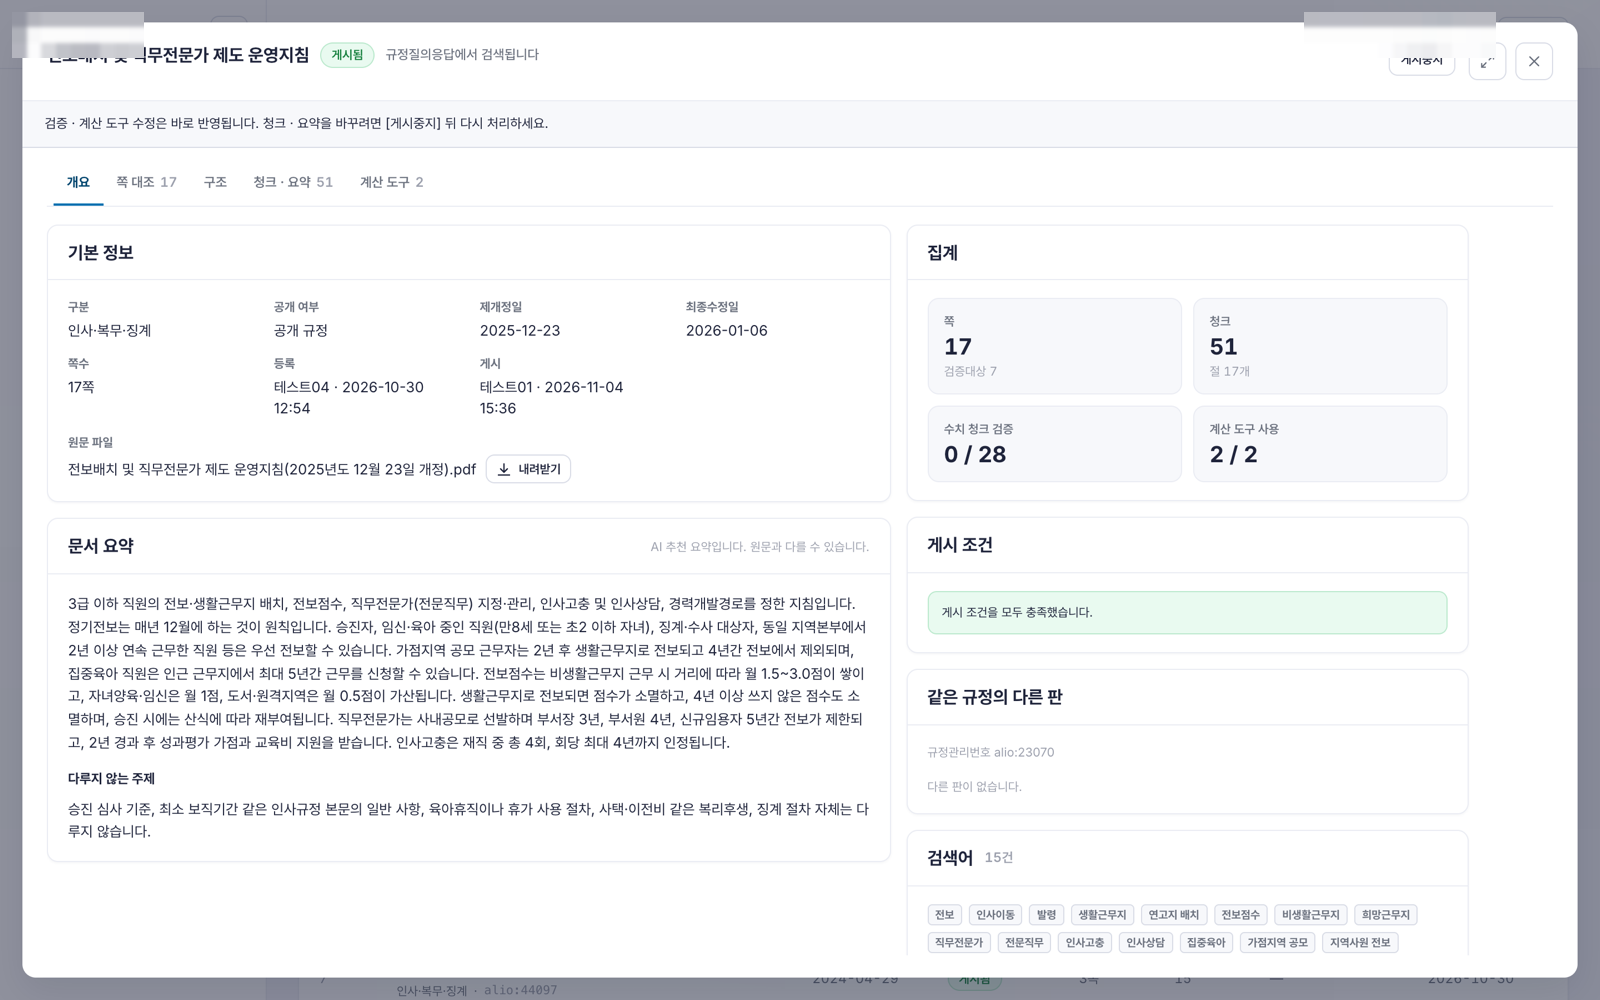 전보배치 및 직무전문가 제도 운영지침 게시됨 규정질의응답에서 검색됩니다
게시중지
검증 · 계산 도구 수정은 바로 반영됩니다. 청크 · 요약을 바꾸려면 [게시중지] 뒤 다시 처리하세요.
개요 쪽 대조 17 구조 청크 · 요약 51 계산 도구 2
기본 정보
구분 공개 여부 제개정일 최종수정일
인사·복무·징계 공개 규정 2025-12-23 2026-01-06
쪽수 등록 게시
17쪽 테스트04 · 2026-10-30 테스트01 · 2026-11-04
12:54 15:36
원문 파일
전보배치 및 직무전문가 제도 운영지침(2025년도 12월 23일 개정).pdf 내려받기
문서 요약 AI 추천 요약입니다. 원문과 다를 수 있습니다.
3급 이하 직원의 전보·생활근무지 배치, 전보점수, 직무전문가(전문직무) 지정·관리, 인사고충 및 인사상담, 경력개발경로를 정한 지침입니다.
정기전보는 매년 12월에 하는 것이 원칙입니다. 승진자, 임신·육아 중인 직원(만8세 또는 초2 이하 자녀), 징계·수사 대상자, 동일 지역본부에서
2년 이상 연속 근무한 직원 등은 우선 전보할 수 있습니다. 가점지역 공모 근무자는 2년 후 생활근무지로 전보되고 4년간 전보에서 제외되며,
집중육아 직원은 인근 근무지에서 최대 5년간 근무를 신청할 수 있습니다. 전보점수는 비생활근무지 근무 시 거리에 따라 월 1.5~3.0점이 쌓이
고, 자녀양육·임신은 월 1점, 도서·원격지역은 월 0.5점이 가산됩니다. 생활근무지로 전보되면 점수가 소멸하고, 4년 이상 쓰지 않은 점수도 소
멸하며, 승진 시에는 산식에 따라 재부여됩니다. 직무전문가는 사내공모로 선발하며 부서장 3년, 부서원 4년, 신규임용자 5년간 전보가 제한되
고, 2년 경과 후 성과평가 가점과 교육비 지원을 받습니다. 인사고충은 재직 중 총 4회, 회당 최대 4년까지 인정됩니다.
다루지 않는 주제
승진 심사 기준, 최소 보직기간 같은 인사규정 본문의 일반 사항, 육아휴직이나 휴가 사용 절차, 사택·이전비 같은 복리후생, 징계 절차 자체는 다
루지 않습니다.
집계
쪽 청크
17 51
검증대상 7 절 17개
수치 청크 검증 계산 도구 사용
0 / 28 2 / 2
게시 조건
게시 조건을 모두 충족했습니다.
같은 규정의 다른 판
규정관리번호 alio:23070
다른 판이 없습니다.
검색어 15건
전보 인사이동 발령 생활근무지 연고지 배치 전보점수 비생활근무지 희망근무지
직무전문가 전문직무 인사고충 인사상담 집중육아 가점지역 공모 지역사원 전보
7 2024-04-29 게시됨 3쪽 15 — 2026-10-30
인사·복무·징계 · alio:44097